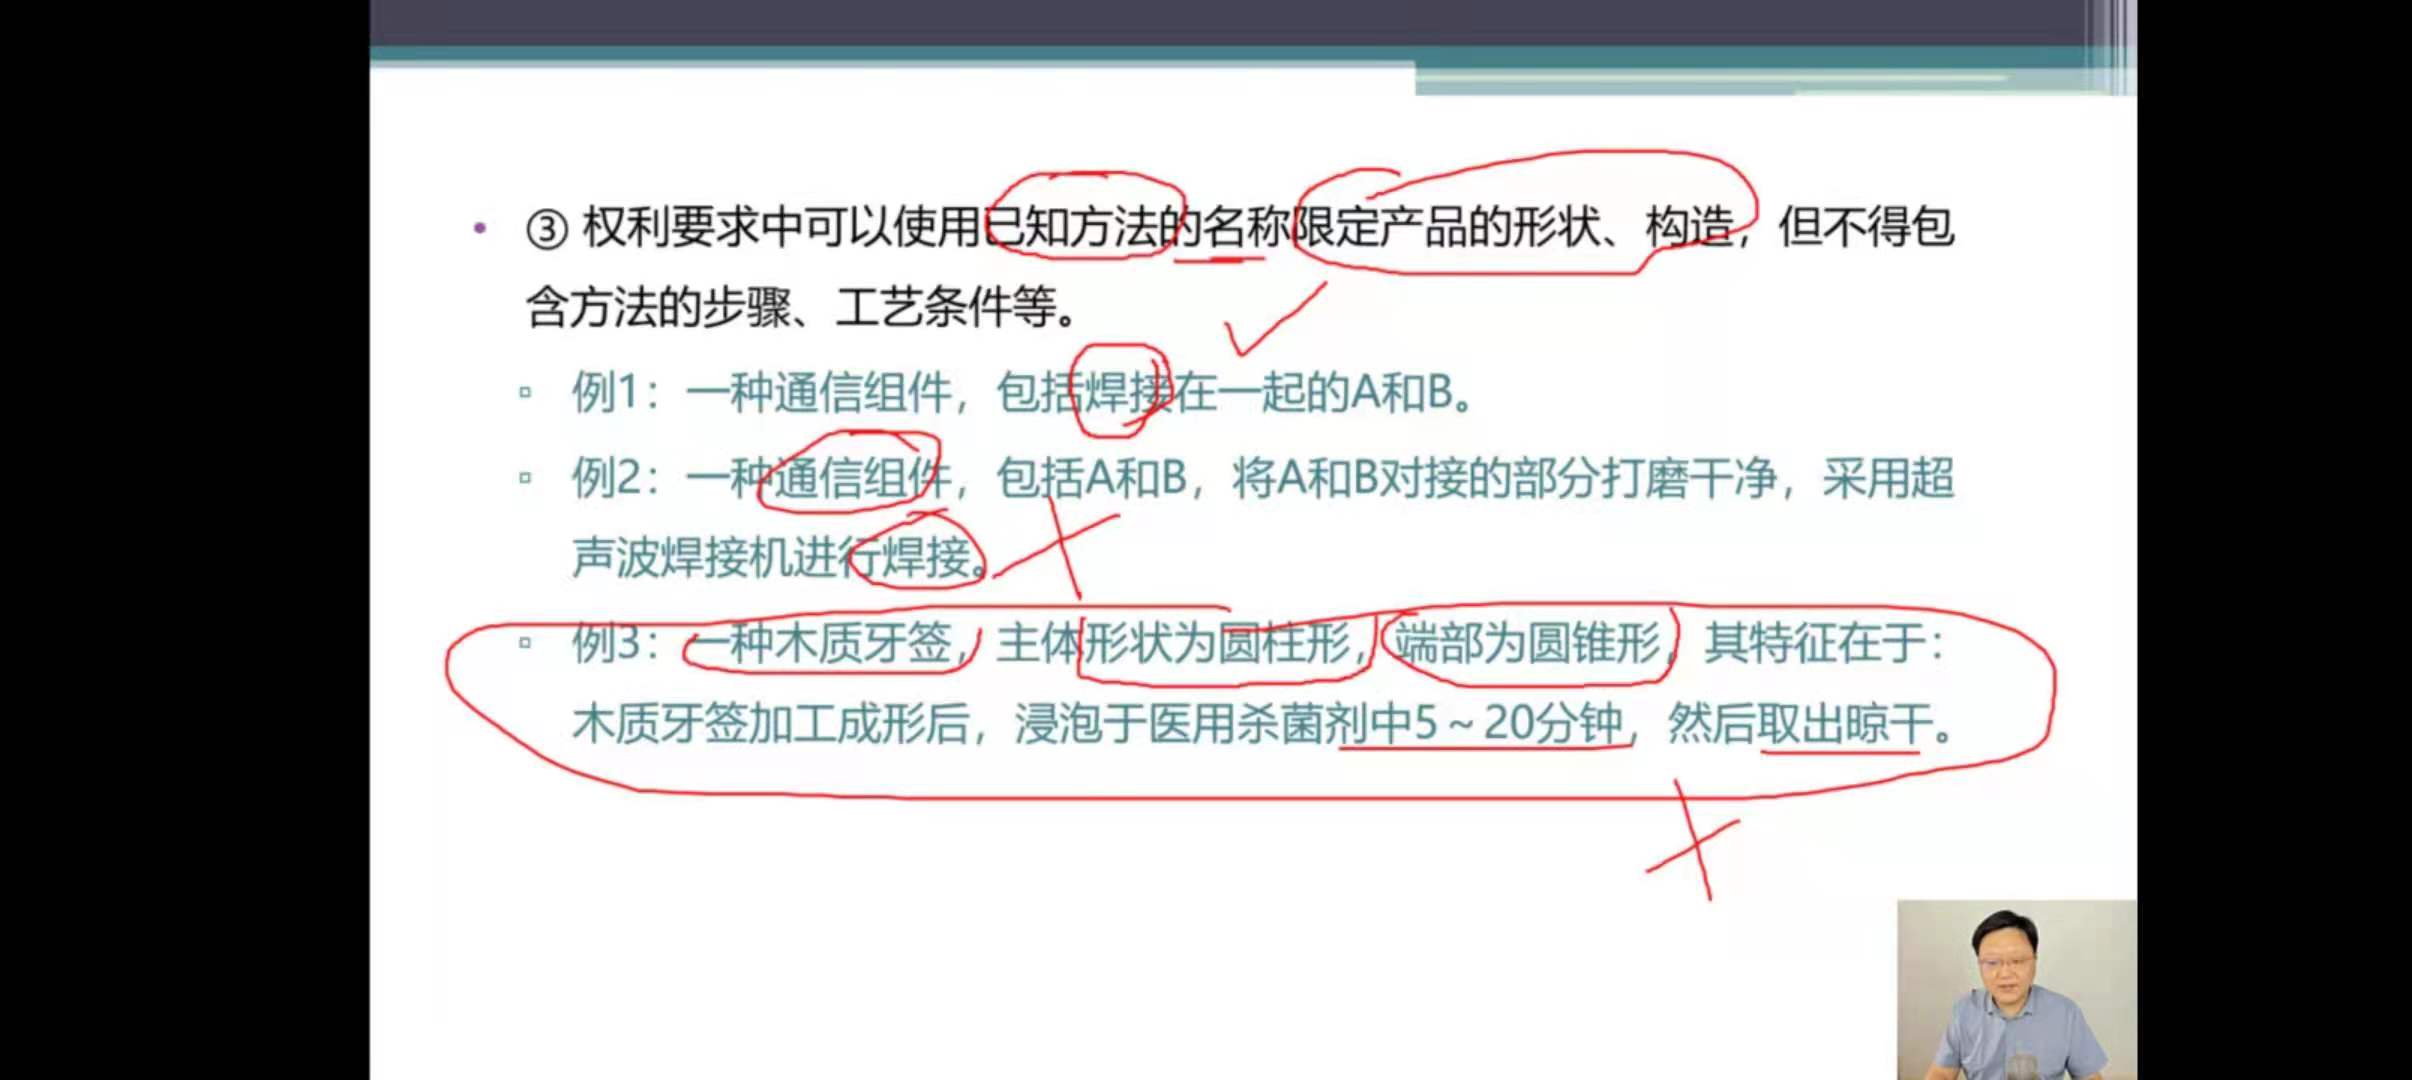 • ③ 权利要求中可以使用已知方法的名称限定产品的形状、构造，但不得包
含方法的步骤、工艺条件等。
▫ 例1：一种通信组件，包括焊接在一起的A和B。
▫ 例2：一种通信组件，包括A和B，将A和B对接的部分打磨干净，采用超
声波焊接机进行焊接。
▫ 例3：一种木质牙签，主体形状为圆柱形，端部为圆锥形，其特征在于：
木质牙签加工成形后，浸泡于医用杀菌剂中5～20分钟，然后取出晾干。